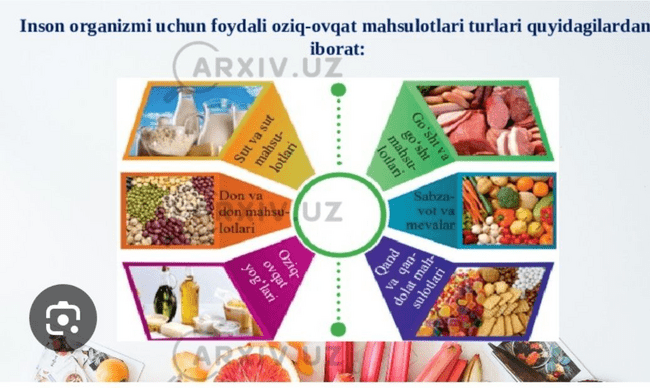 Inson organizmi uchun foydali oziq-ovqat mahsulotlari turlari quyidagilardan
iborat:
ARXIV.UZ
Sut va sut
mahsu-
lotlari
Go'sht va
go'sht
mahsu-
lotlari
Don va
don mahsu-
lotlari
ARXIV.UZ
Sabza-
vot va
mevalar
Oziq-
ovqat
yog'lari
Qand
va qan-
dolat mah-
sulotlari
ARXIV.UZ